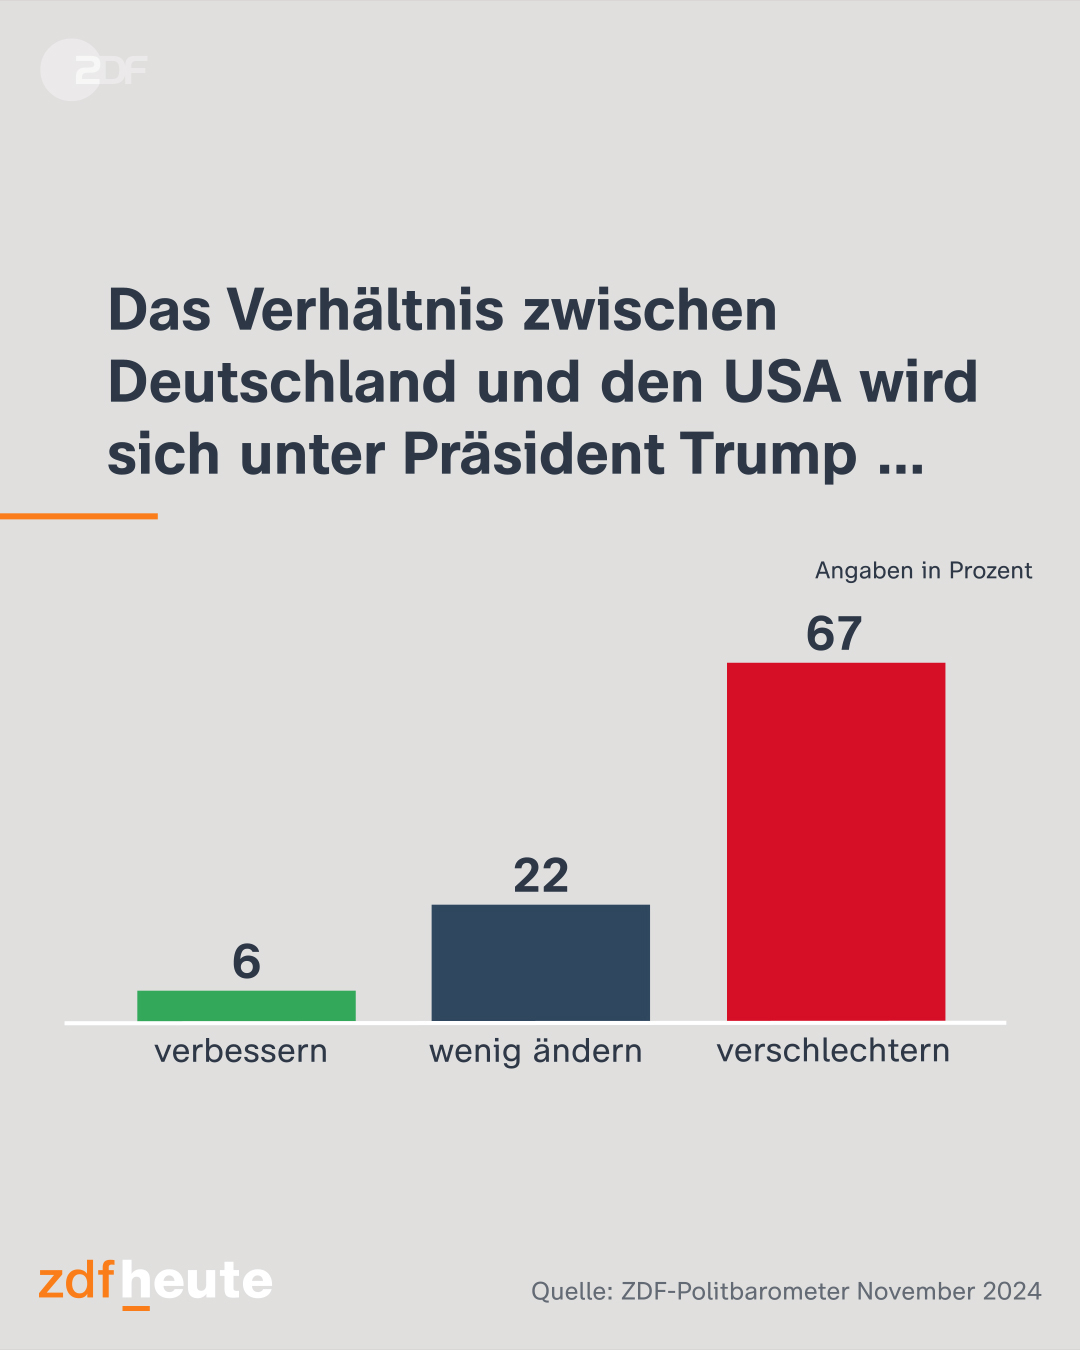 ZDF
Das Verhältnis zwischen
Deutschland und den USA wird
sich unter Präsident Trump ...
Angaben in Prozent
67
22
6
verbessern
wenig ändern
verschlechtern
zdfheute
Quelle: ZDF-Politbarometer November 2024